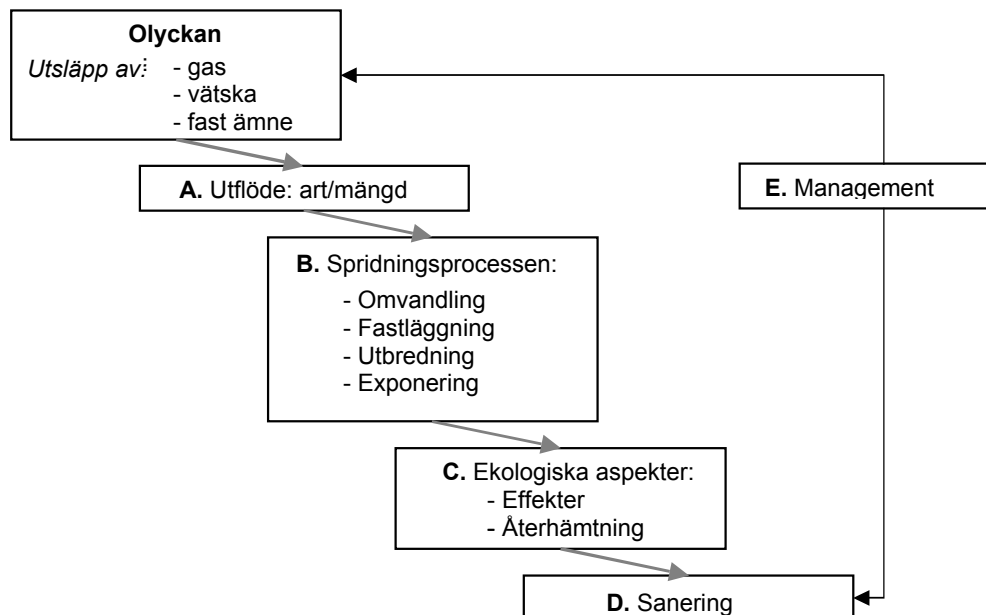 Olyckan
Utsläpp av: - gas
- vätska
- fast ämne
A. Utflöde: art/mängd
E. Management
B. Spridningsprocessen:
- Omvandling
- Fastläggning
- Utbredning
- Exponering
C. Ekologiska aspekter:
- Effekter
- Återhämtning
D. Sanering